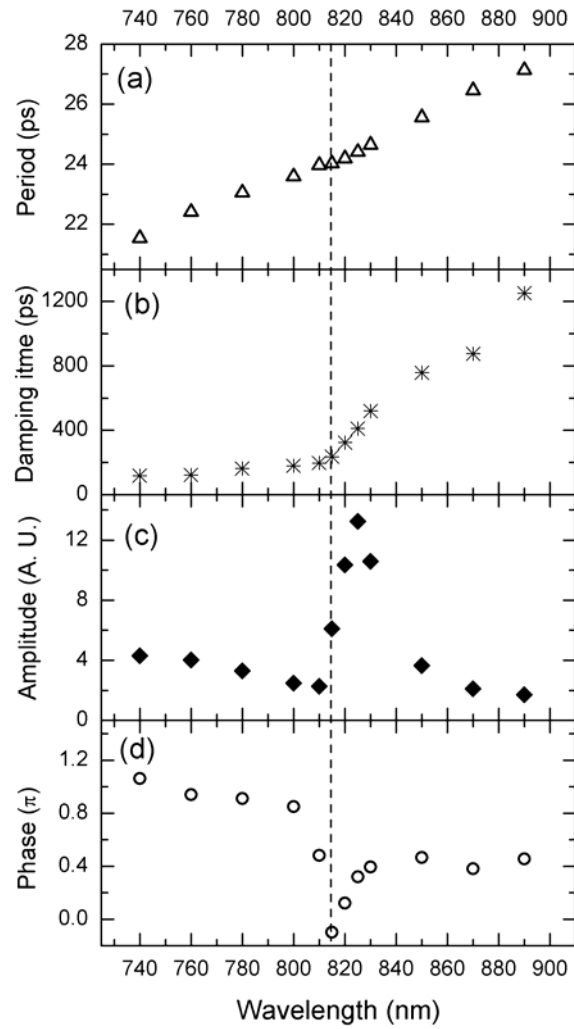 740 760 780 800 820 840 860 880 900
28
(a)
26
24
22
Period (ps)
1200
(b)
800
400
0
Damping itme (ps)
12
(c)
8
4
0
Amplitude (A. U.)
1.2
(d)
0.8
0.4
0.0
Phase (π)
740 760 780 800 820 840 860 880 900
Wavelength (nm)